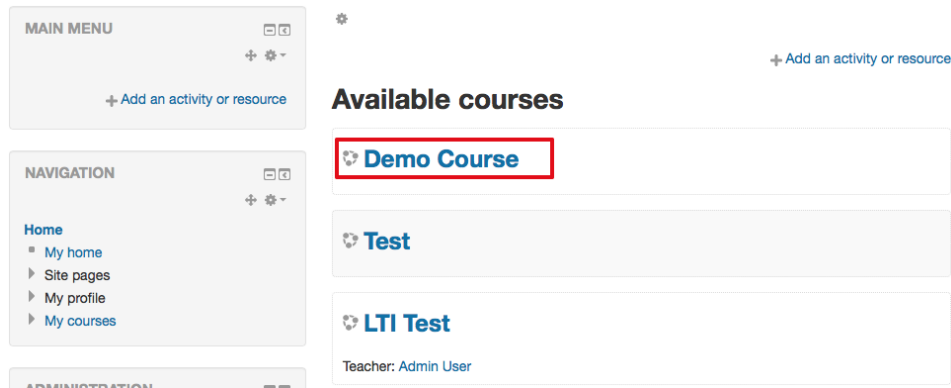 MAIN MENU
Add an activity or resource
NAVIGATION
Home
My home
Site pages
My profile
My courses
ADMINISTRATION
Add an activity or resource
Available courses
Demo Course
Test
LTI Test
Teacher: Admin User